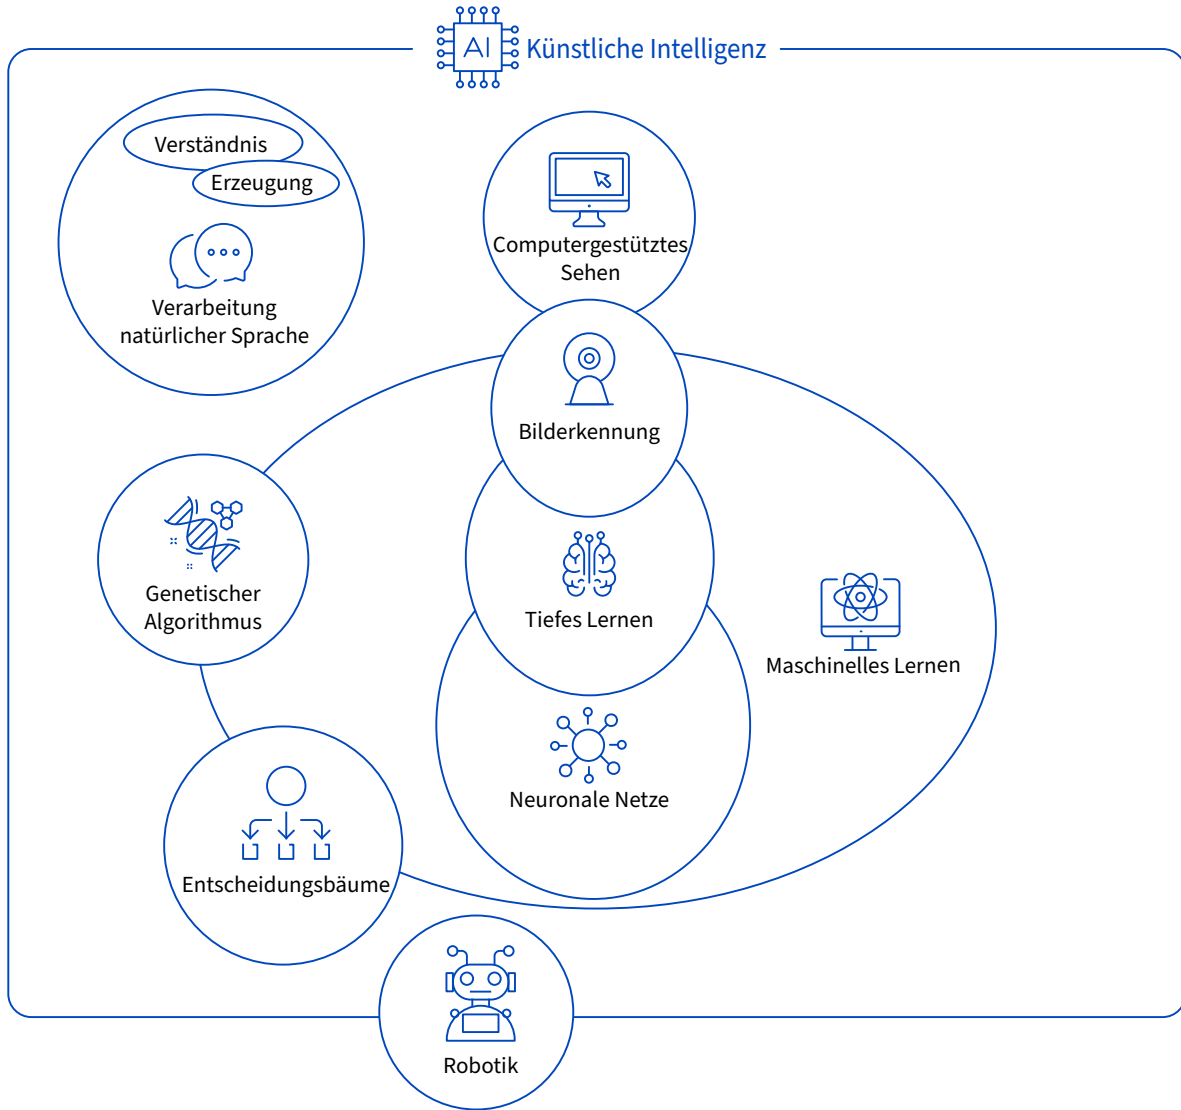 AI Künstliche Intelligenz
Verständnis
Erzeugung
Verarbeitung
natürlicher Sprache
Computergestütztes
Sehen
Bilderkennung
Genetischer
Algorithmus
Tiefes Lernen
Maschinelles Lernen
Neuronale Netze
Entscheidungsbäume
Robotik